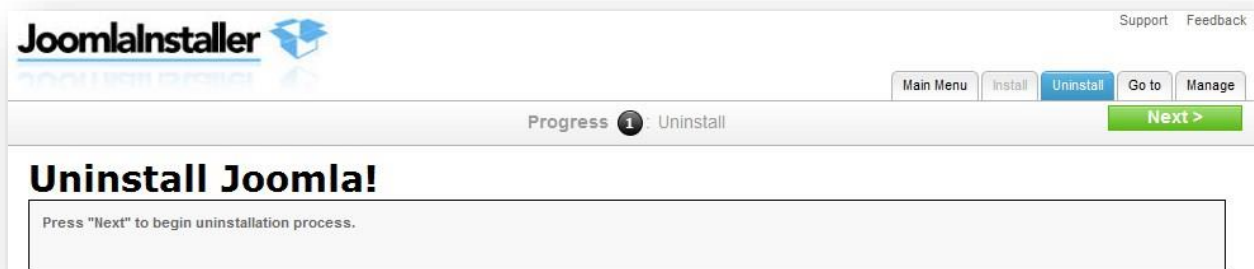 Support Feedback
JoomlaInstaller
Main Menu Install Uninstall Go to Manage
Progress 1 : Uninstall
Next >
Uninstall Joomla!
Press "Next" to begin uninstallation process.